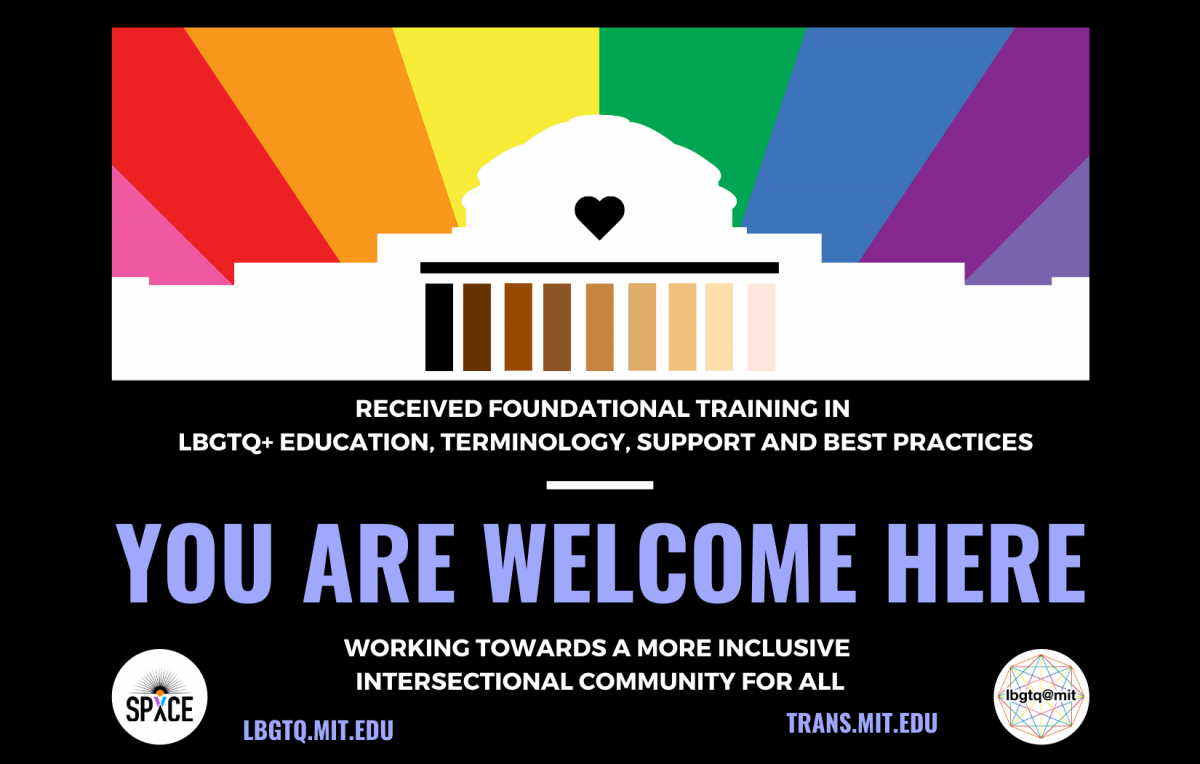 RECEIVED FOUNDATIONAL TRAINING IN
LBGTQ+ EDUCATION, TERMINOLOGY, SUPPORT AND BEST PRACTICES
YOU ARE WELCOME HERE
WORKING TOWARDS A MORE INCLUSIVE
INTERSECTIONAL COMMUNITY FOR ALL
SPXCE
LBGTQ.MIT.EDU
TRANS.MIT.EDU
lbgtq@mit